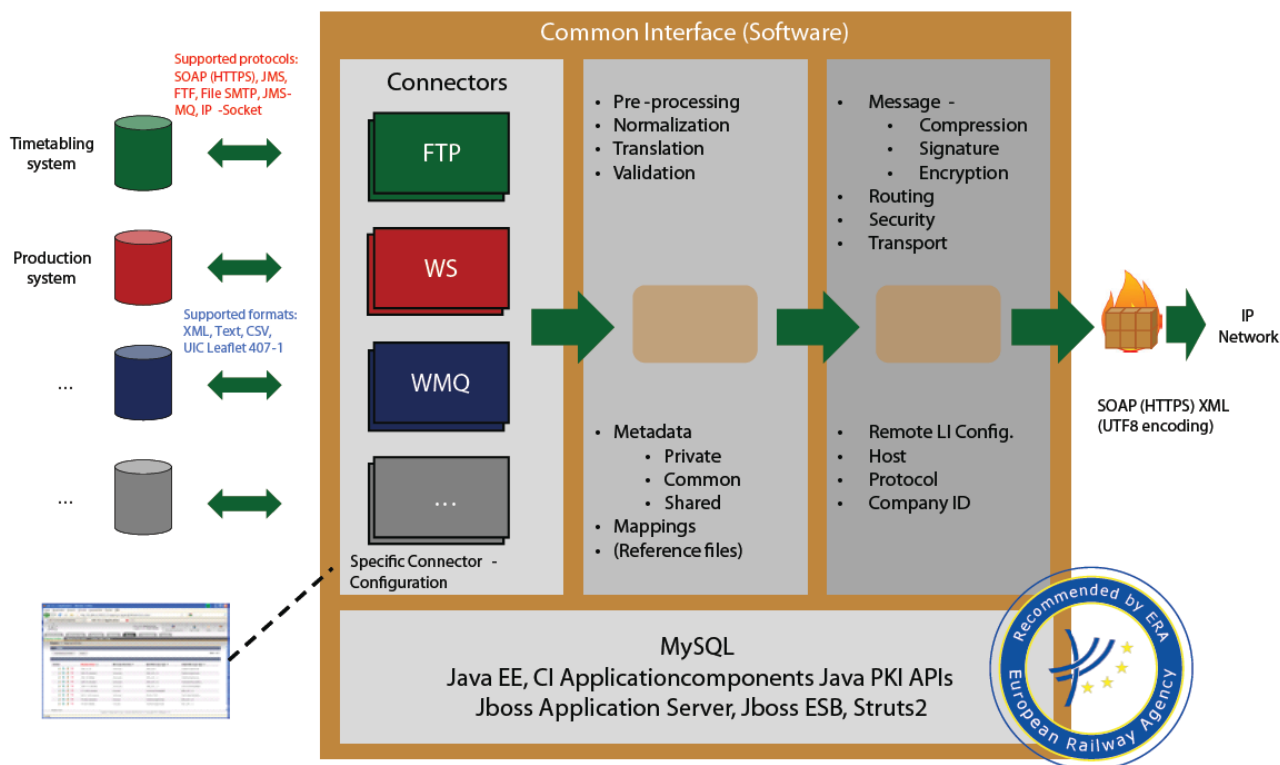 Common Interface (Software)
Supported protocols:
SOAP (HTTPS), JMS,
FTF, File SMTP, JMS-
MQ, IP -Socket
Timetabling
system
Production
system
Supported formats:
XML, Text, CSV,
UIC Leaflet 407-1
...
...
Connectors
FTP
WS
WMQ
...
Specific Connector -
Configuration
• Pre -processing
• Normalization
• Translation
• Validation
• Metadata
• Private
• Common
• Shared
• Mappings
• (Reference files)
• Message -
• Compression
• Signature
• Encryption
• Routing
• Security
• Transport
• Remote LI Config.
• Host
• Protocol
• Company ID
IP
Network
SOAP (HTTPS) XML
(UTF8 encoding)
MySQL
Java EE, CI Applicationcomponents Java PKI APIs
Jboss Application Server, Jboss ESB, Struts2
Recommended by ERA
European Railway Agency